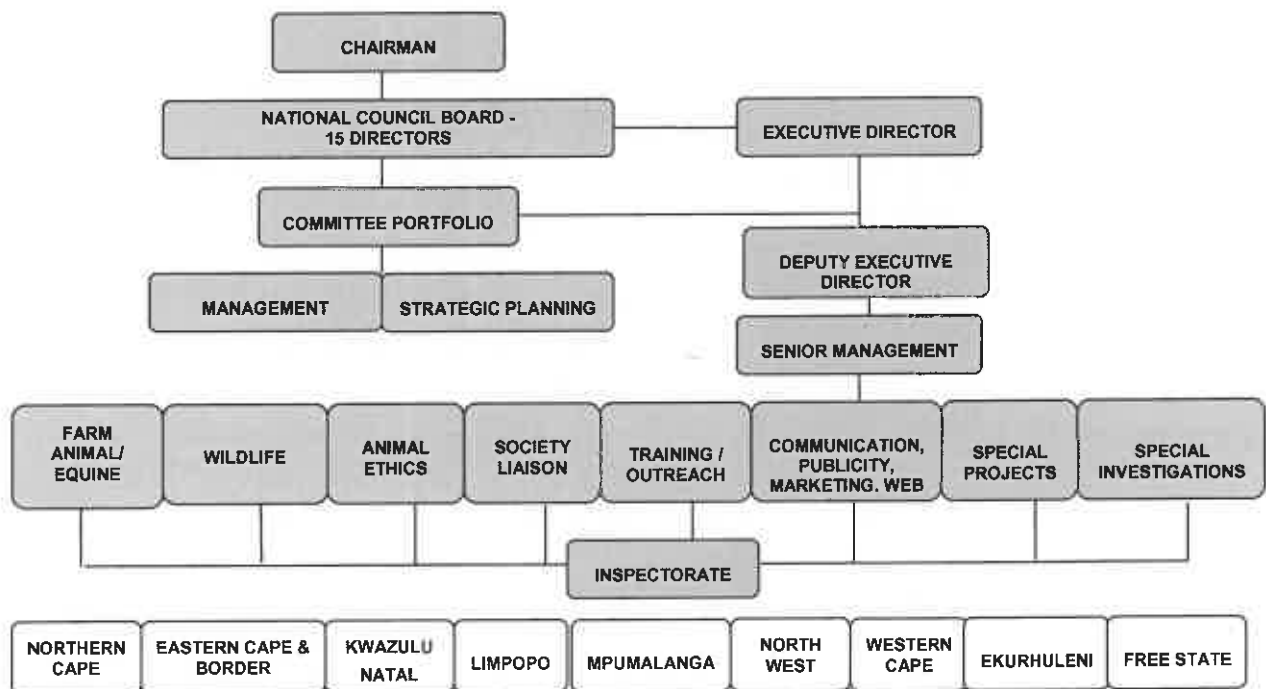 CHAIRMAN
NATIONAL COUNCIL BOARD -
15 DIRECTORS
EXECUTIVE DIRECTOR
COMMITTEE PORTFOLIO
DEPUTY EXECUTIVE
DIRECTOR
MANAGEMENT
STRATEGIC PLANNING
SENIOR MANAGEMENT
FARM
ANIMAL/
EQUINE
WILDLIFE
ANIMAL
ETHICS
SOCIETY
LIAISON
TRAINING /
OUTREACH
COMMUNICATION,
PUBLICITY,
MARKETING. WEB
SPECIAL
PROJECTS
SPECIAL
INVESTIGATIONS
INSPECTORATE
NORTHERN
CAPE
EASTERN CAPE &
BORDER
KWAZULU
NATAL
LIMPOPO
MPUMALANGA
NORTH
WEST
WESTERN
CAPE
EKURHULENI
FREE STATE